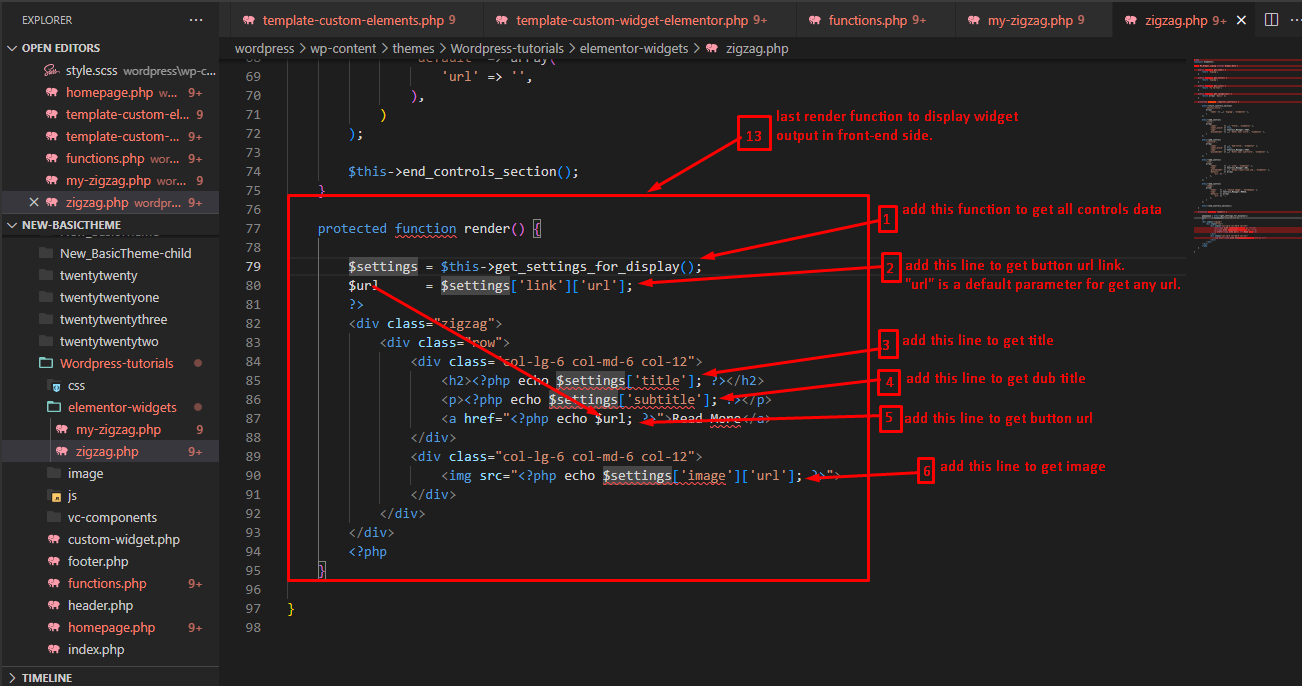 EXPLORER
OPEN EDITORS
style.scss wordpress\wp-c...
homepage.php w... 9+
template-custom-el... 9
template-custom-... 9+
functions.php wor... 9+
my-zigzag.php wor... 9
zigzag.php wordpr... 9+
NEW-BASICTHEME
New_BasicTheme-child
twentytwenty
twentytwentyone
twentytwentythree
twentytwentytwo
Wordpress-tutorials
css
elementor-widgets
my-zigzag.php 9
zigzag.php 9+
image
js
vc-components
custom-widget.php
footer.php
functions.php 9+
header.php
homepage.php 9+
index.php
TIMELINE
template-custom-elements.php 9
template-custom-widget-elementor.php 9+
functions.php 9+
my-zigzag.php 9
zigzag.php 9+
wordpress > wp-content > themes > Wordpress-tutorials > elementor-widgets > zigzag.php
68 'default' => array(
69 'url' => '',
70 ),
71 )
72 );
73
74 $this->end_controls_section();
75 }
76
77 protected function render() {
78
79 $settings = $this->get_settings_for_display();
80 $url = $settings['link']['url'];
81 ?>
82 <div class="zigzag">
83 <div class="row">
84 <div class="col-lg-6 col-md-6 col-12">
85 <h2><?php echo $settings['title']; ?></h2>
86 <p><?php echo $settings['subtitle']; ?></p>
87 <a href="<?php echo $url; ?>">Read More</a>
88 </div>
89 <div class="col-lg-6 col-md-6 col-12">
90 <img src="<?php echo $settings['image']['url']; ?>">
91 </div>
92 </div>
93 </div>
94 <?php
95 }
96
97 }
98
13
last render function to display widget
output in front-end side.
1
add this function to get all controls data
2
add this line to get button url link.
"url" is a default parameter for get any url.
3
add this line to get title
4
add this line to get dub title
5
add this line to get button url
6
add this line to get image